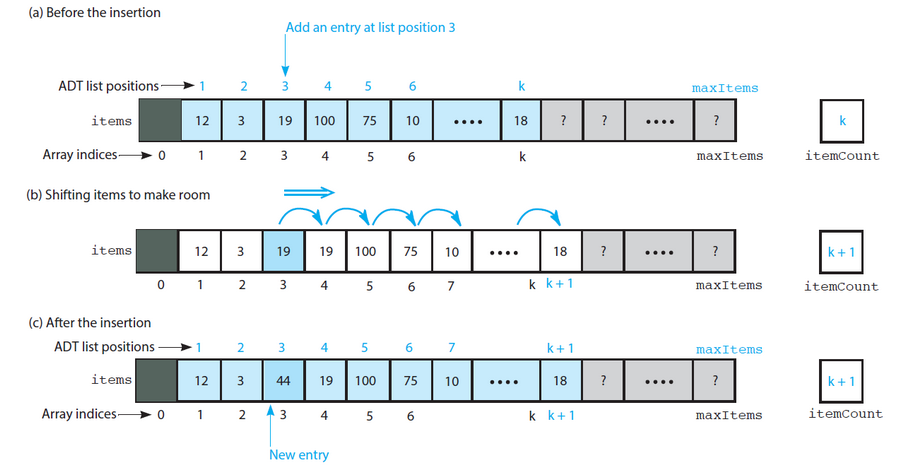 (a) Before the insertion
Add an entry at list position 3
ADT list positions 1 2 3 4 5 6 k maxItems
items 12 3 19 100 75 10 •••• 18 ? ? •••• ? k
Array indices 0 1 2 3 4 5 6 k maxItems itemCount
(b) Shifting items to make room
items 12 3 19 19 100 75 10 •••• 18 ? •••• ? k + 1
0 1 2 3 4 5 6 7 k k + 1 maxItems itemCount
(c) After the insertion
ADT list positions 1 2 3 4 5 6 7 k + 1 maxItems
items 12 3 44 19 100 75 10 •••• 18 ? •••• ? k + 1
Array indices 0 1 2 3 4 5 6 k k + 1 maxItems itemCount
New entry